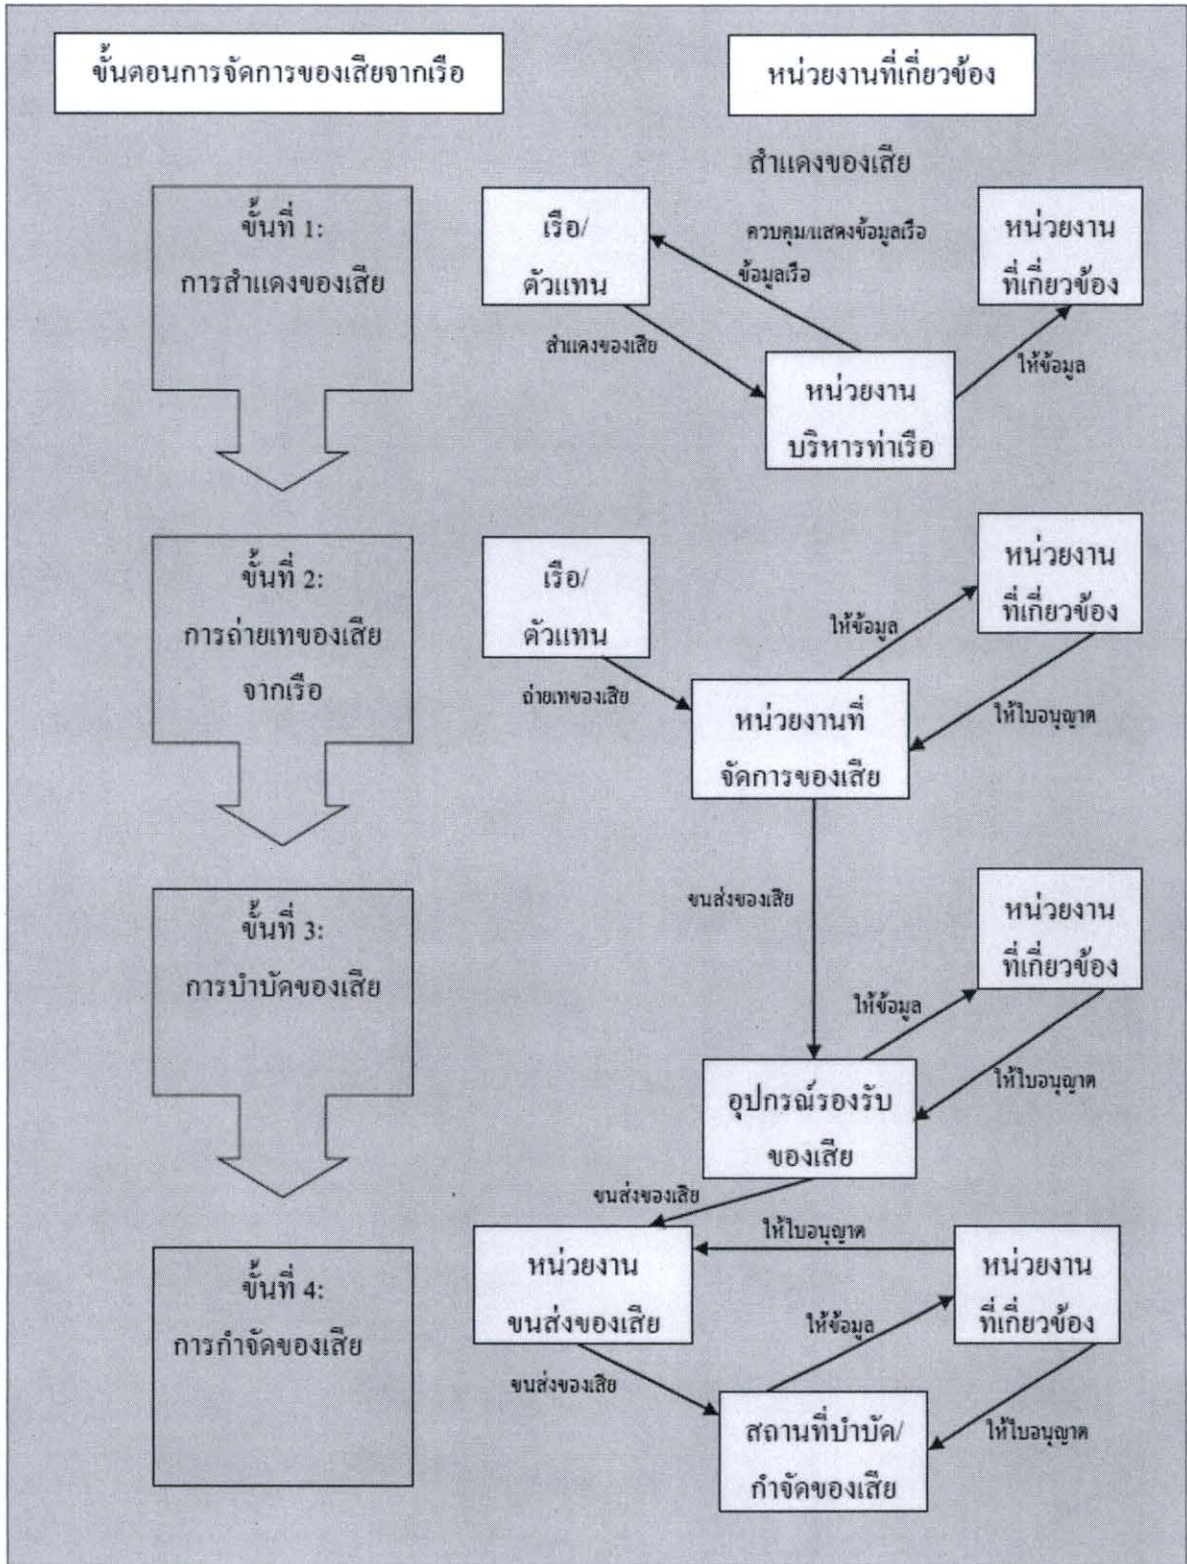 ขั้นตอนการจัดการของเสียจากเรือ
หน่วยงานที่เกี่ยวข้อง
สำแดงของเสีย
ขั้นที่ 1:
การสำแดงของเสีย
เรือ/
ตัวแทน
ควบคุม/แสดงข้อมูลเรือ
ข้อมูลเรือ
หน่วยงาน
ที่เกี่ยวข้อง
สำแดงของเสีย
ให้ข้อมูล
หน่วยงาน
บริหารท่าเรือ
ขั้นที่ 2:
การถ่ายเทของเสีย
จากเรือ
เรือ/
ตัวแทน
หน่วยงาน
ที่เกี่ยวข้อง
ให้ข้อมูล
ถ่ายเทของเสีย
ให้ใบอนุญาต
หน่วยงานที่
จัดการของเสีย
ขั้นที่ 3:
การบำบัดของเสีย
ขนส่งของเสีย
หน่วยงาน
ที่เกี่ยวข้อง
ให้ข้อมูล
ให้ใบอนุญาต
อุปกรณ์รองรับ
ของเสีย
ขนส่งของเสีย
ให้ใบอนุญาต
ขั้นที่ 4:
การกำจัดของเสีย
หน่วยงาน
ขนส่งของเสีย
หน่วยงาน
ที่เกี่ยวข้อง
ให้ข้อมูล
ขนส่งของเสีย
ให้ใบอนุญาต
สถานที่บำบัด/
กำจัดของเสีย